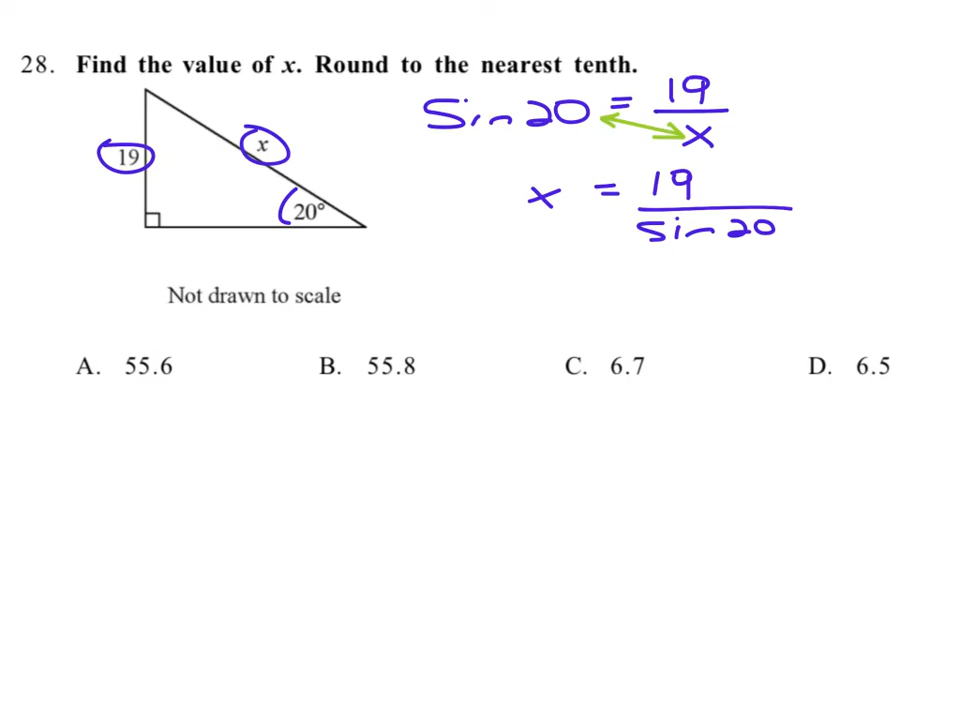 28. Find the value of x. Round to the nearest tenth.
Sin 20 = 19
x
19
x
x = 19
20°
Sin 20
Not drawn to scale
A. 55.6 B. 55.8 C. 6.7 D. 6.5